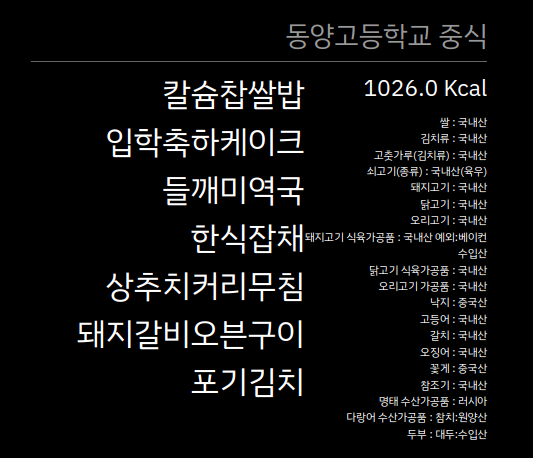 동양고등학교 중식
칼슘찹쌀밥
입학축하케이크
들깨미역국
한식잡채
상추치커리무침
돼지갈비오븐구이
포기김치
1026.0 Kcal
쌀 : 국내산
김치류 : 국내산
고춧가루(김치류) : 국내산
쇠고기(종류) : 국내산(육우)
돼지고기 : 국내산
닭고기 : 국내산
오리고기 : 국내산
돼지고기 식육가공품 : 국내산 예외:베이컨
수입산
닭고기 식육가공품 : 국내산
오리고기 가공품 : 국내산
낙지 : 중국산
고등어 : 국내산
갈치 : 국내산
오징어 : 국내산
꽃게 : 중국산
참조기 : 국내산
명태 수산가공품 : 러시아
다랑어 수산가공품 : 참치:원양산
두부 : 대두:수입산